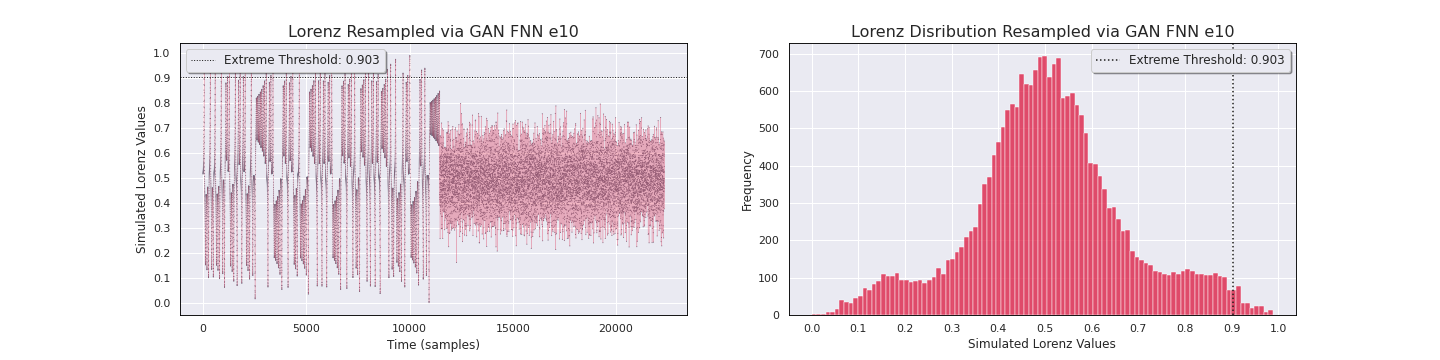 Lorenz Resampled via GAN FNN e10
Extreme Threshold: 0.903
1.0
0.9
0.8
0.7
0.6
0.5
0.4
0.3
0.2
0.1
0.0
Simulated Lorenz Values
0 5000 10000 15000 20000
Time (samples)
Lorenz Disribution Resampled via GAN FNN e10
Extreme Threshold: 0.903
700
600
500
400
300
200
100
0
Frequency
0.0 0.1 0.2 0.3 0.4 0.5 0.6 0.7 0.8 0.9 1.0
Simulated Lorenz Values